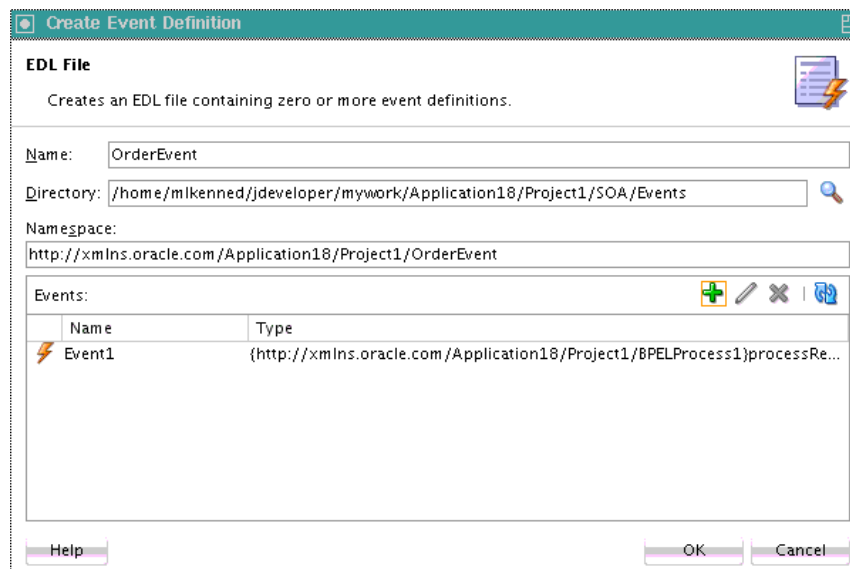 Create Event Definition
EDL File
Creates an EDL file containing zero or more event definitions.
Name: OrderEvent
Directory: /home/mlkenned/jdeveloper/mywork/Application18/Project1/SOA/Events
Namespace:
http://xmlns.oracle.com/Application18/Project1/OrderEvent
Events:
Name Type
Event1 {http://xmlns.oracle.com/Application18/Project1/BPELProcess1}processRe...
Help OK Cancel